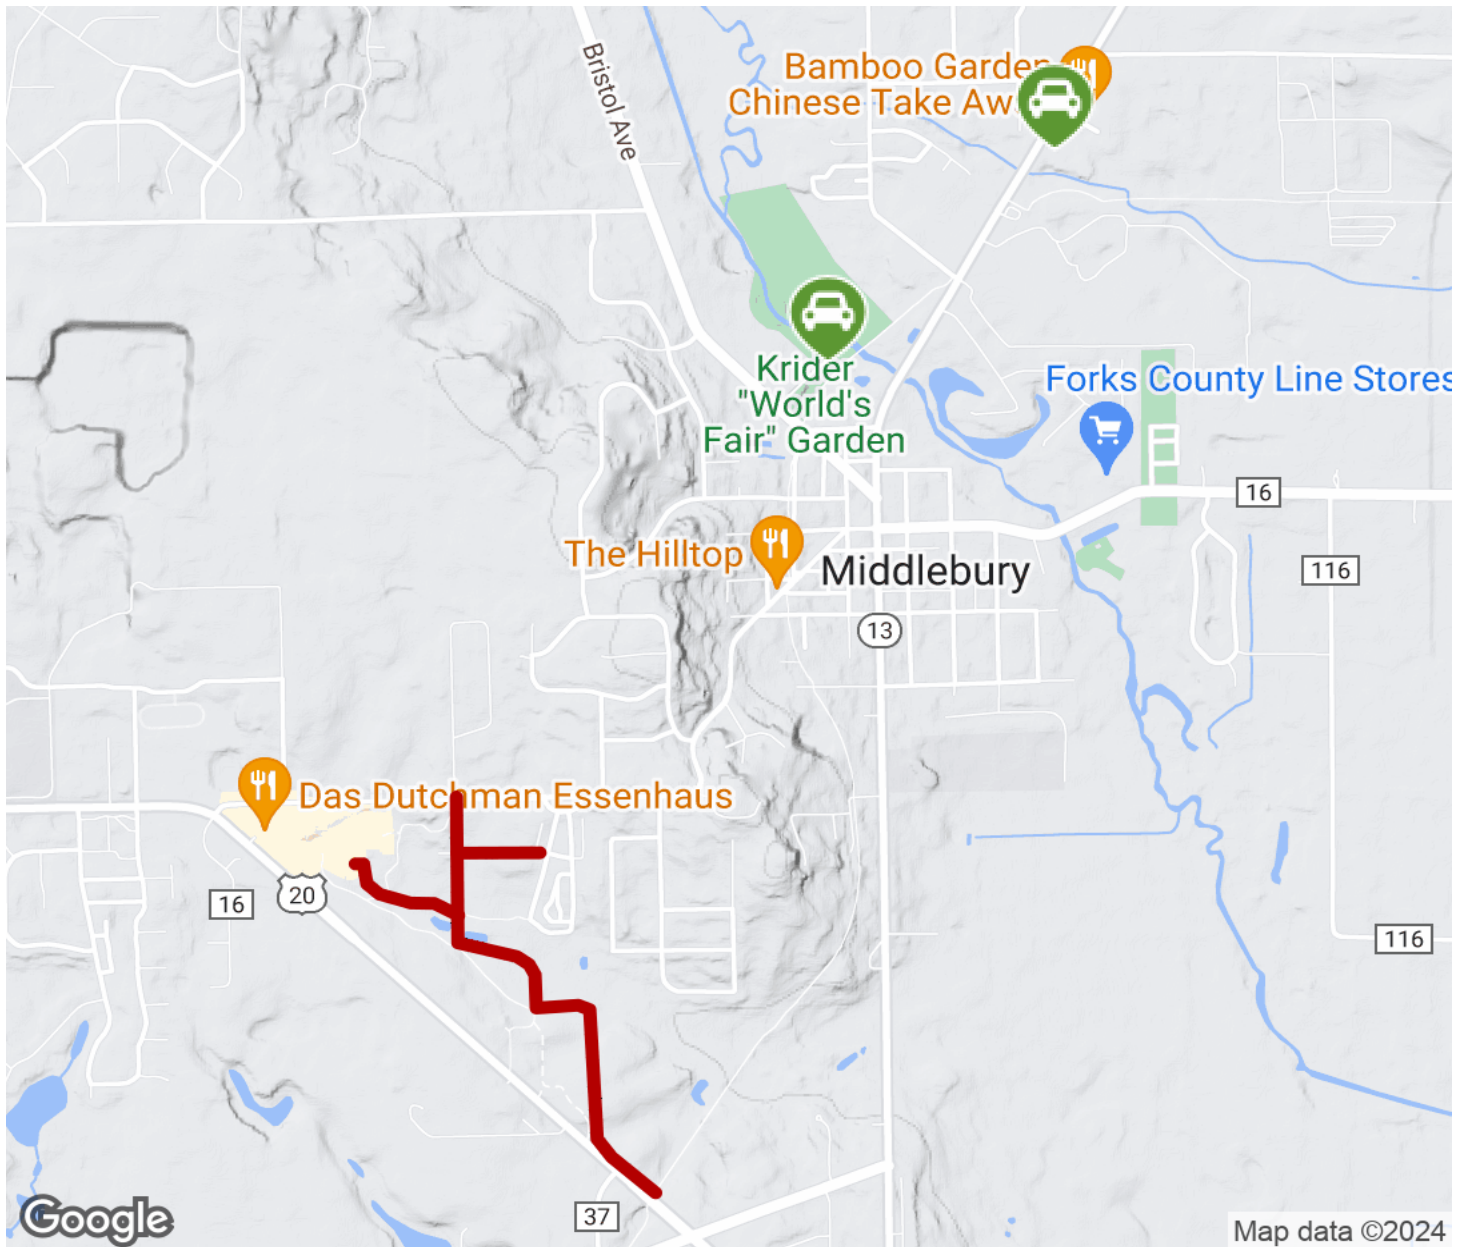 Bristol Ave
Bamboo Garden
Chinese Take Aw
Krider
"World's
Fair" Garden
Forks County Line Stores
16
The Hilltop
Middlebury
116
13
Das Dutchman Essenhaus
16
20
116
37
Google
Map data ©2024